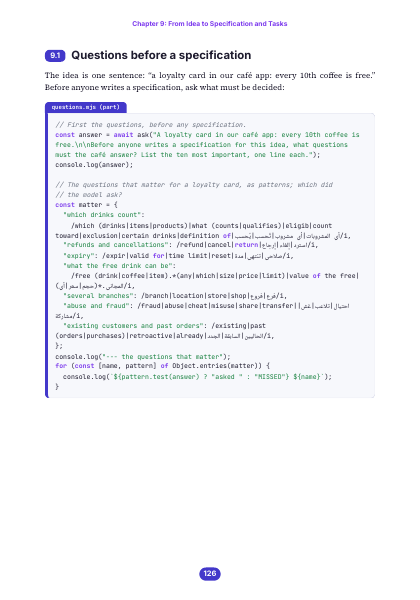 Chapter 9: From Idea to Specification and Tasks
9.1 Questions before a specification
The idea is one sentence: “a loyalty card in our café app: every 10th coffee is free.”
Before anyone writes a specification, ask what must be decided:
questions.ejs (part)
// First the questions, before any specification.
const answer = await ask("A loyalty card in our café app: every 10th coffee is
free.\n\nBefore anyone writes a specification for this idea, what questions
must the café answer? List the ten most important, one line each.");
console.log(answer);
// The questions that matter for a loyalty card, as patterns; which did
// the model ask?
const matter = {
"which drinks count":
/which (drinks|items|products)|what (counts|qualifies)|eligib|count
toward|exclusion|certain drinks|definition of|أي المشروبات|أي مشروب|تُحسب|يُحتسب/i,
"refunds and cancellations": /refund|cancel|return|استرد|إلغاء|إرجاع/i,
"expiry": /expir|valid for|time limit|reset|صلاحي|تنتهي|مدة/i,
"what the free drink can be":
/free (drink|coffee|item).*(any|which|size|price|limit)|value of the free|
المجاني.*(حجم|سعر|أي)/i,
"several branches": /branch|location|store|shop|فرع|فروع/i,
"abuse and fraud": /fraud|abuse|cheat|misuse|share|transfer|احتيال|تلاعب|غش|
مشاركة/i,
"existing customers and past orders": /existing|past
(orders|purchases)|retroactive|already|الحاليين|السابقة|الجدد/i,
};
console.log("--- the questions that matter");
for (const [name, pattern] of Object.entries(matter)) {
console.log(`${pattern.test(answer) ? "asked " : "MISSED"} ${name}`);
}
126